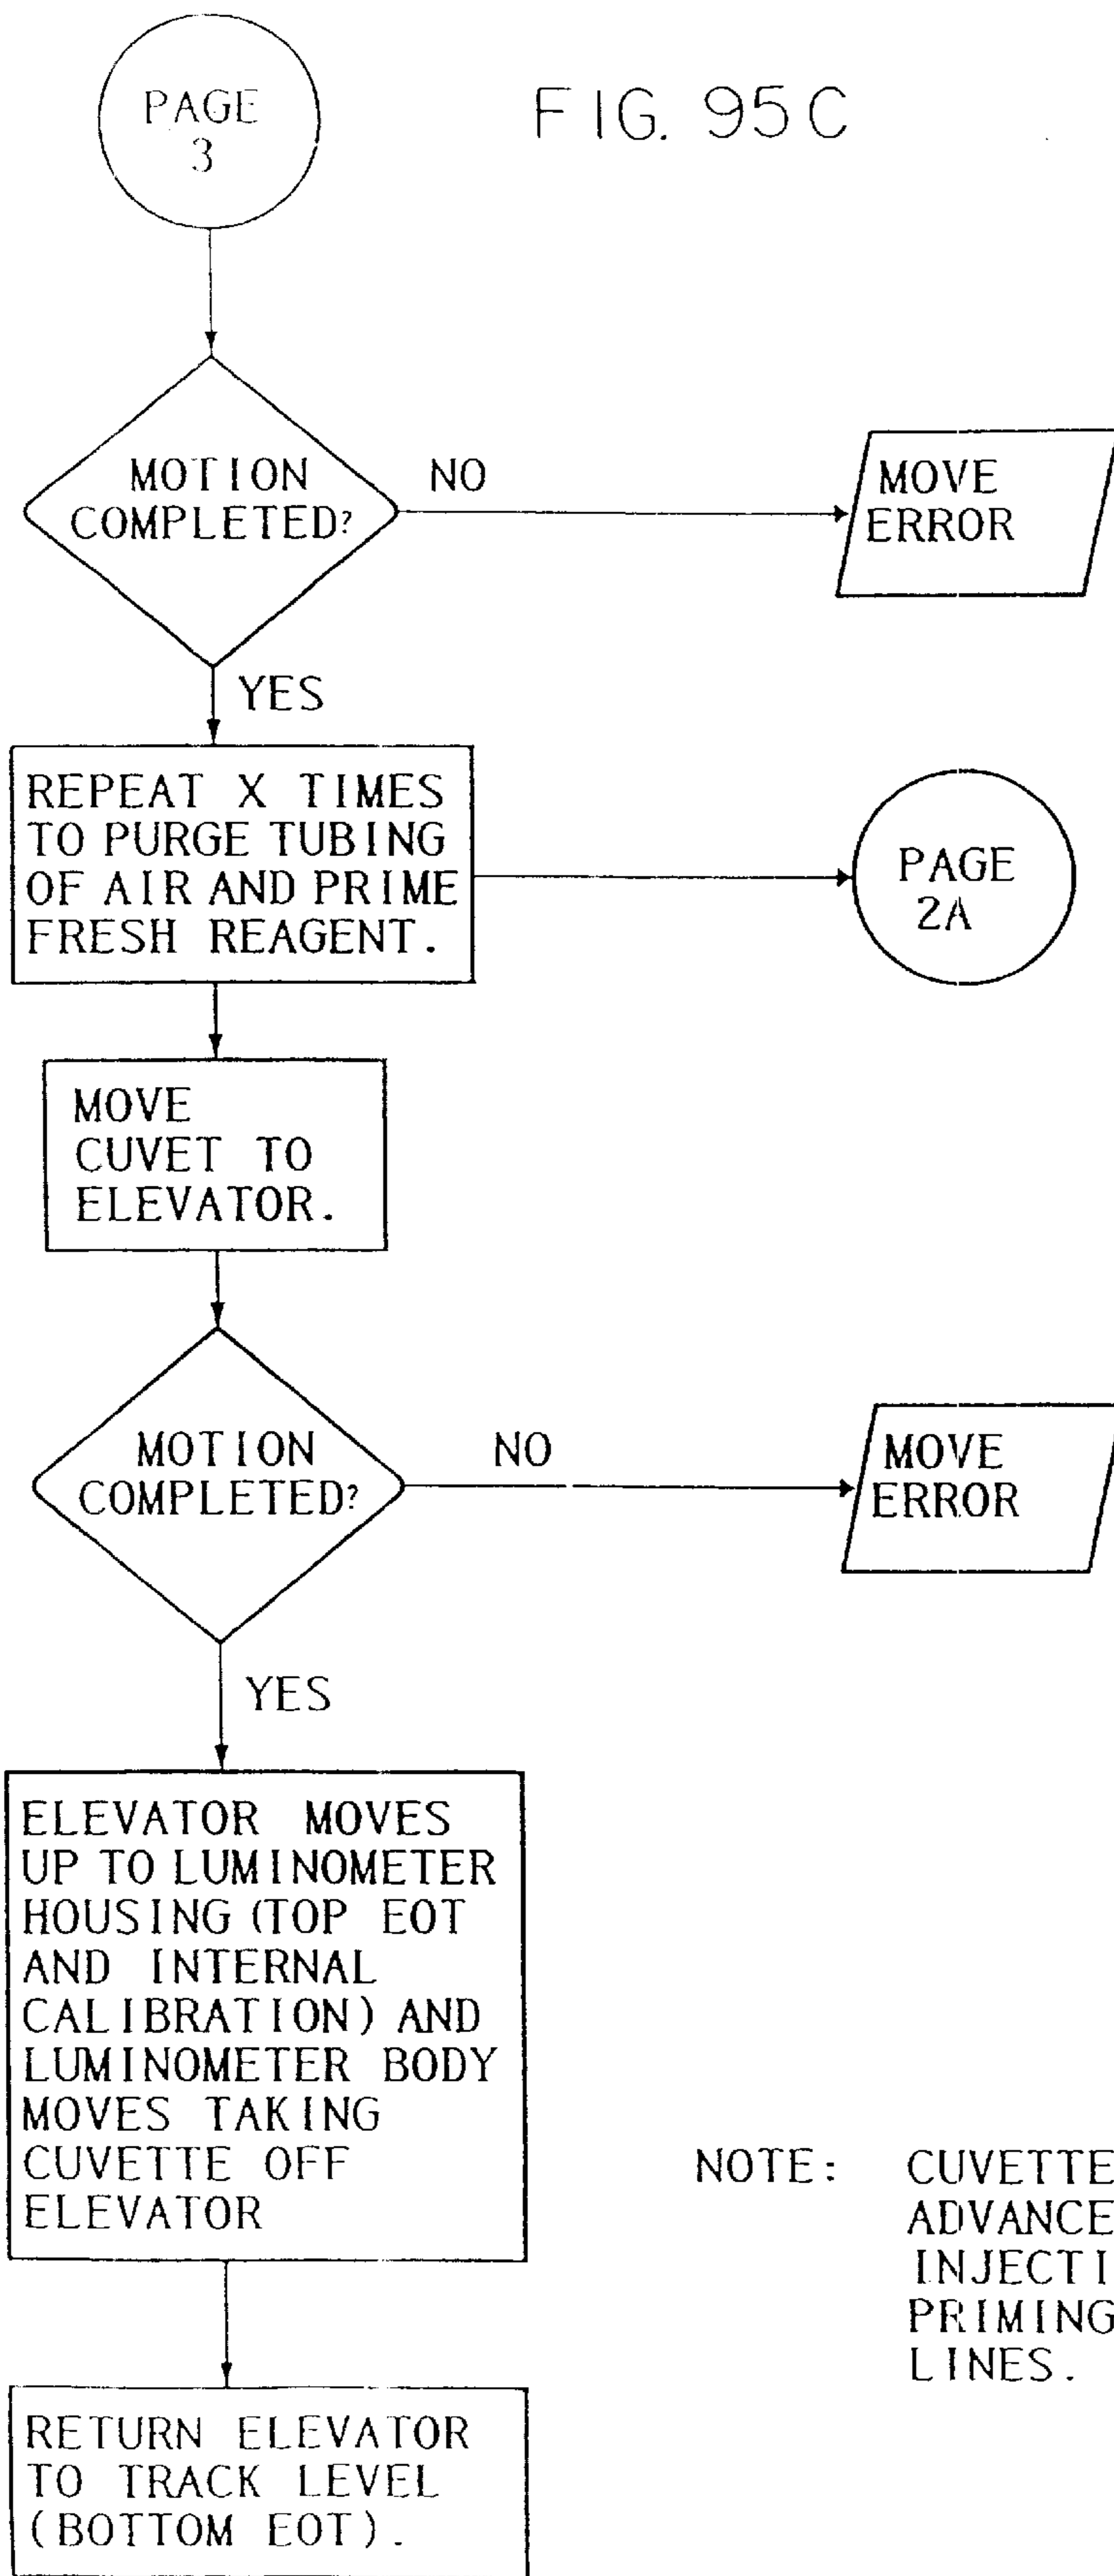 PAGE
3
FIG. 95C
MOTION
COMPLETED?
NO
MOVE
ERROR
YES
REPEAT X TIMES
TO PURGE TUBING
OF AIR AND PRIME
FRESH REAGENT.
PAGE
2A
MOVE
CUVET TO
ELEVATOR.
MOTION
COMPLETED?
NO
MOVE
ERROR
YES
ELEVATOR MOVES
UP TO LUMINOMETER
HOUSING (TOP EOT
AND INTERNAL
CALIBRATION) AND
LUMINOMETER BODY
MOVES TAKING
CUVETTE OFF
ELEVATOR
NOTE: CUVETTE
ADVANCE
INJECTI
PRIMING
LINES.
RETURN ELEVATOR
TO TRACK LEVEL
(BOTTOM EOT).